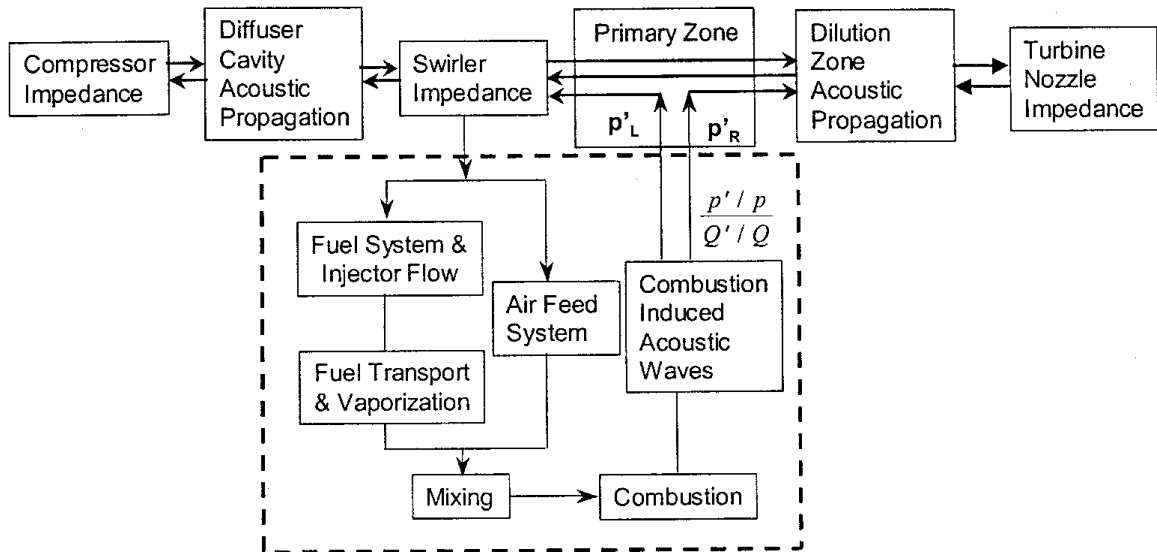 Compressor
Impedance
Diffuser
Cavity
Acoustic
Propagation
Swirler
Impedance
Primary Zone
p'L
p'R
Dilution
Zone
Acoustic
Propagation
Turbine
Nozzle
Impedance
p' / p
Q' / Q
Fuel System &
Injector Flow
Air Feed
System
Combustion
Induced
Acoustic
Waves
Fuel Transport
& Vaporization
Mixing
Combustion